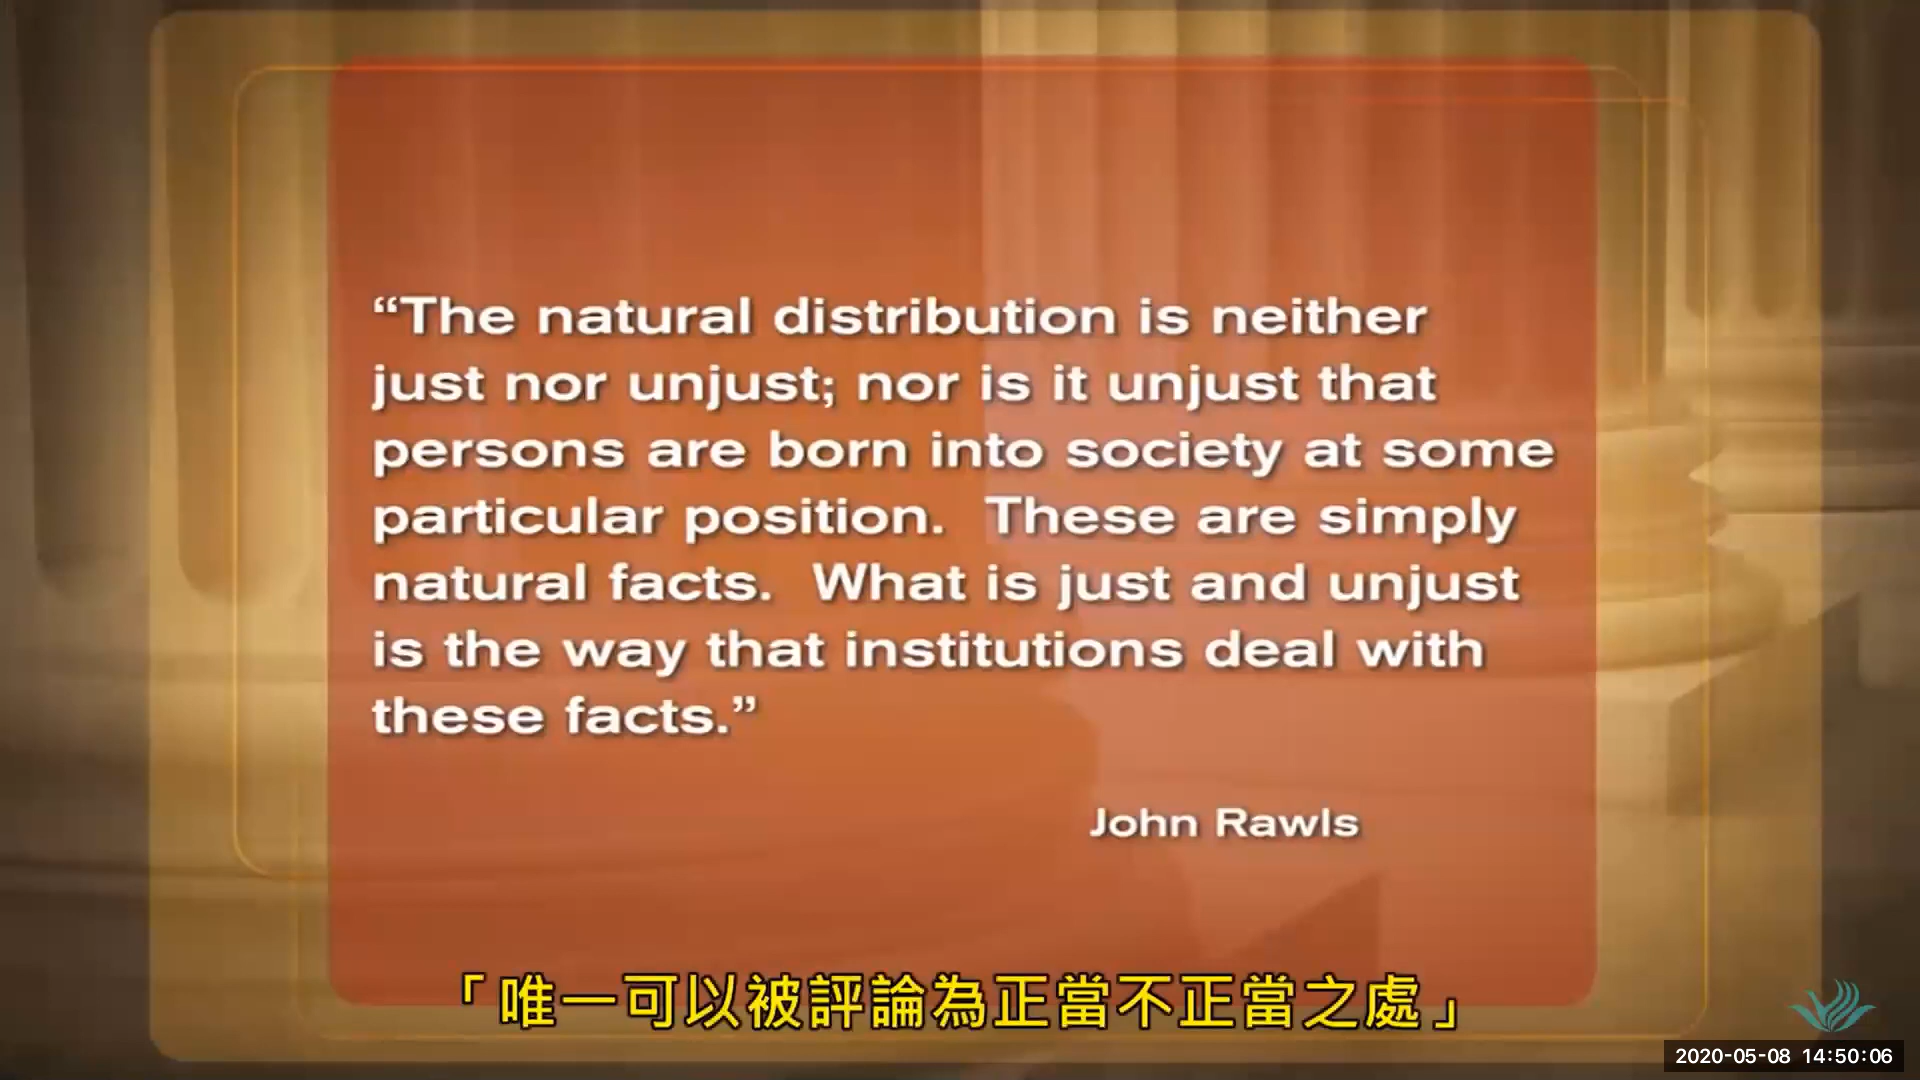 “The natural distribution is neither
just nor unjust; nor is it unjust that
persons are born into society at some
particular position.  These are simply
natural facts.  What is just and unjust
is the way that institutions deal with
these facts.”
John Rawls
「唯一可以被評論為正當不正當之處」
2020-05-08 14:50:06